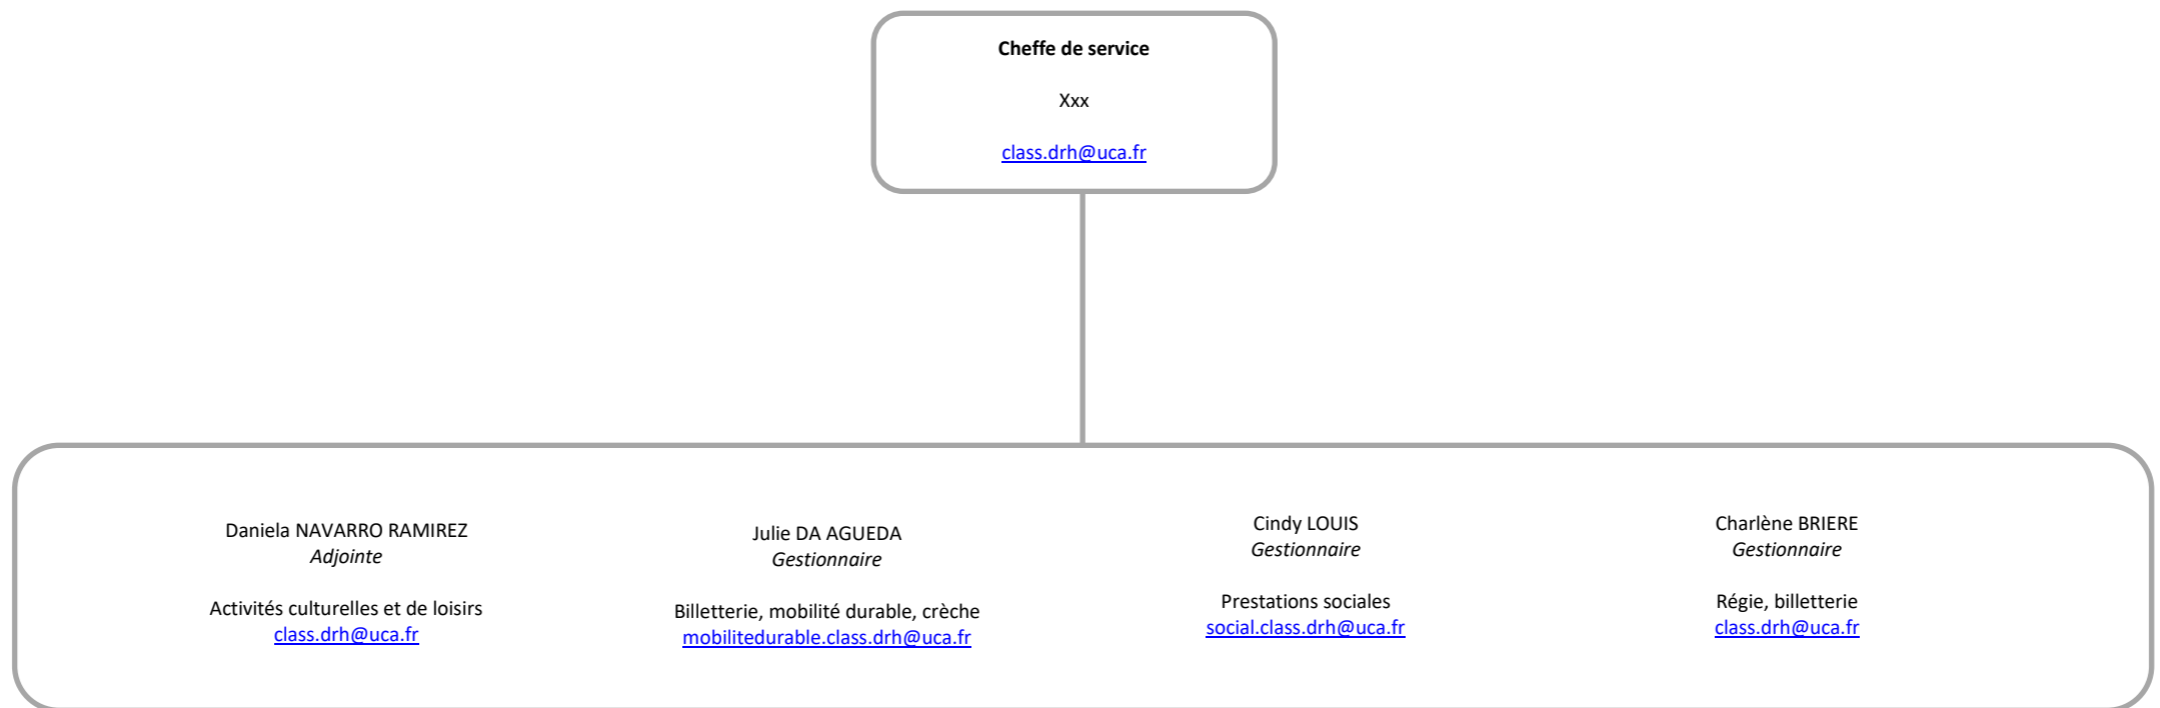 Cheffe de service
Xxx
class.drh@uca.fr
Daniela NAVARRO RAMIREZ
Adjointe
Activités culturelles et de loisirs
class.drh@uca.fr
Julie DA AGUEDA
Gestionnaire
Billetterie, mobilité durable, crèche
mobilitedurable.class.drh@uca.fr
Cindy LOUIS
Gestionnaire
Prestations sociales
social.class.drh@uca.fr
Charlène BRIERE
Gestionnaire
Régie, billetterie
class.drh@uca.fr